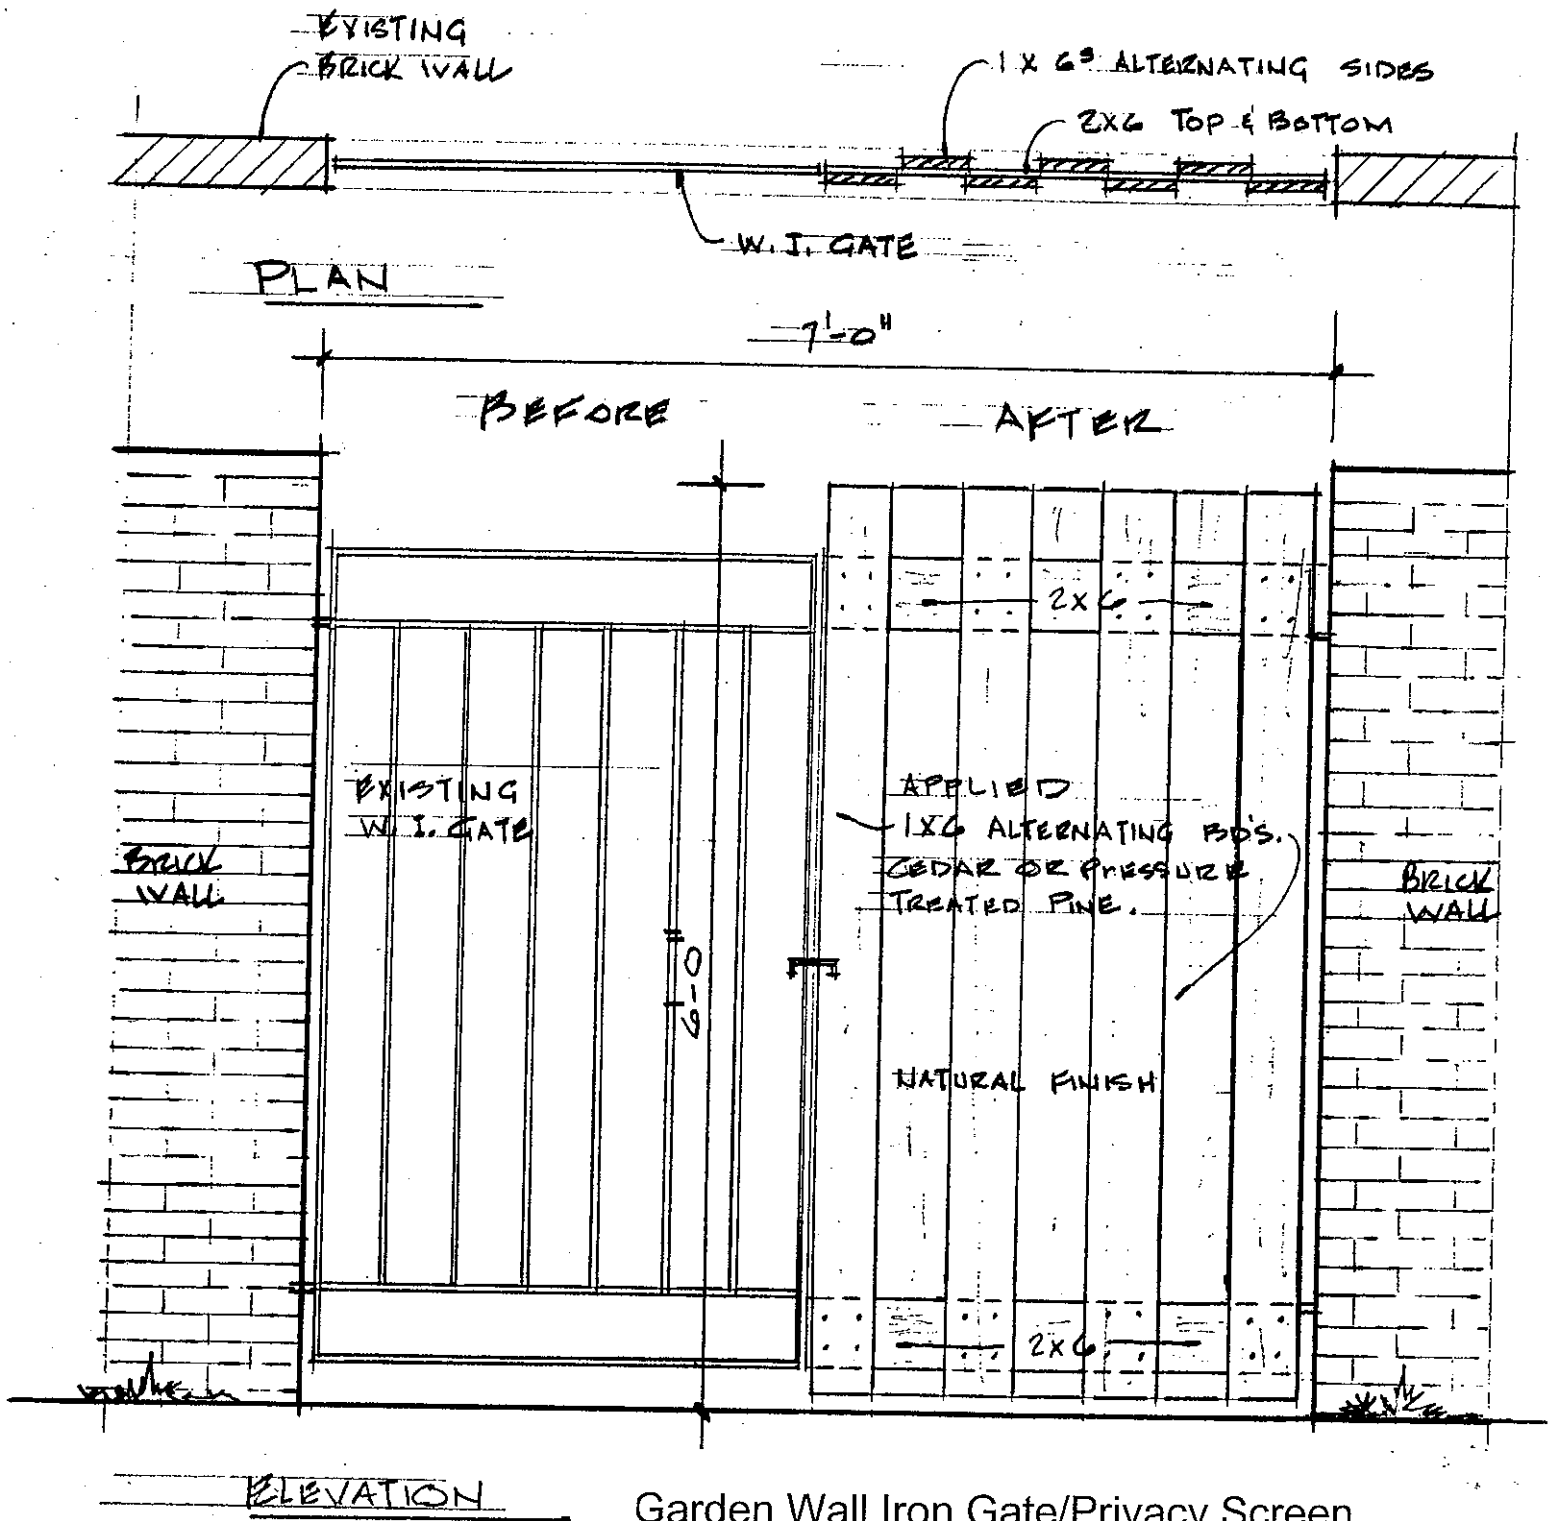 EXISTING
BRICK WALL
1 X 6S ALTERNATING SIDES
2X6 TOP & BOTTOM
W. I. GATE
PLAN
7'-0"
BEFORE
AFTER
2X6
EXISTING
W. I. GATE
APPLIED
1X6 ALTERNATING BD'S.
CEDAR OR PRESSURE
TREATED PINE.
BRICK
WALL
BRICK
WALL
6-0"
NATURAL FINISH
2X6
ELEVATION
Garden Wall Iron Gate/Privacy Screen